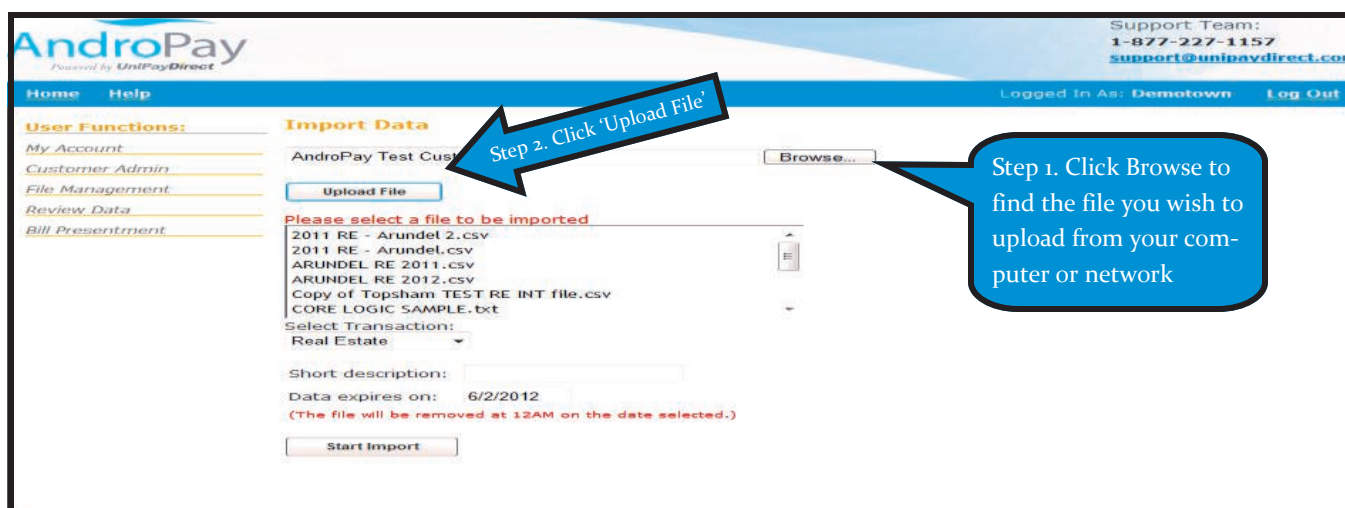 AndroPay
Powered by UniPayDirect
Support Team:
1-877-227-1157
support@unipaydirect.com
Home Help
Logged In As: Demotown Log Out
User Functions:
My Account
Customer Admin
File Management
Review Data
Bill Presentment
Import Data
AndroPay Test Cust
Browse...
Step 2. Click ‘Upload File’
Upload File
Please select a file to be imported
2011 RE - Arundel 2.csv
2011 RE - Arundel.csv
ARUNDEL RE 2011.csv
ARUNDEL RE 2012.csv
Copy of Topsham TEST RE INT file.csv
CORE LOGIC SAMPLE.txt
Select Transaction:
Real Estate
Short description:
Data expires on: 6/2/2012
(The file will be removed at 12AM on the date selected.)
Start Import
Step 1. Click Browse to
find the file you wish to
upload from your com-
puter or network